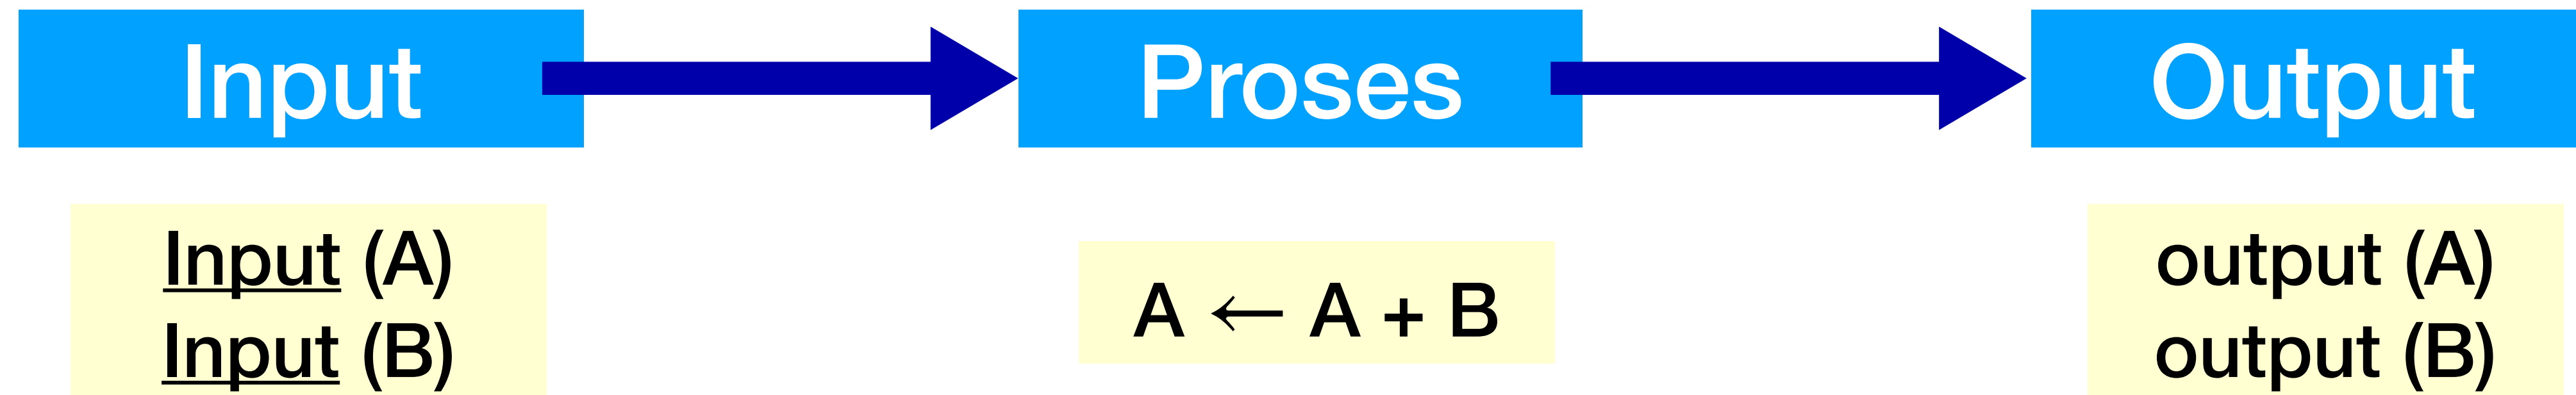 Input
Proses
Output
Input (A)
Input (B)
A ← A + B
output (A)
output (B)